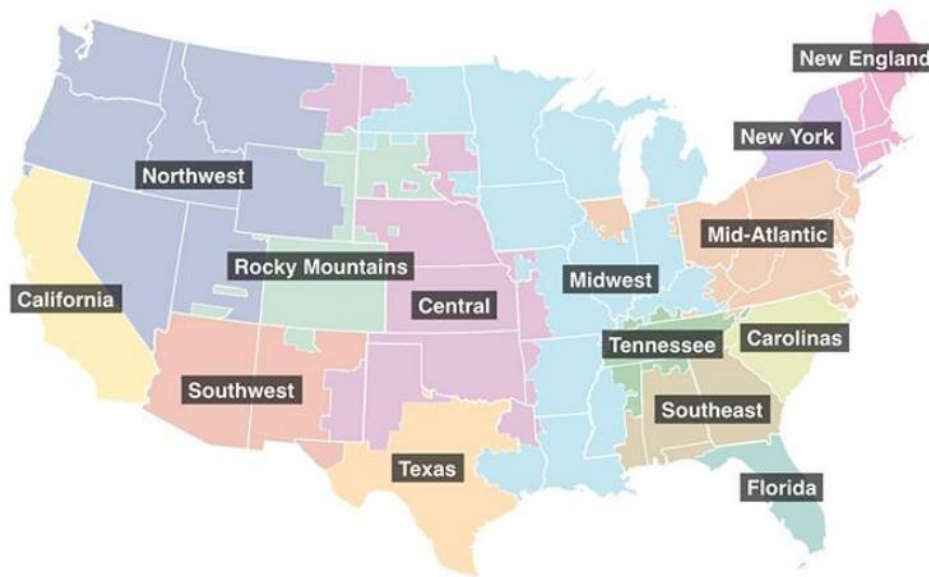 New England
New York
Northwest
Mid-Atlantic
Rocky Mountains
Midwest
California
Central
Tennessee
Carolinas
Southwest
Southeast
Texas
Florida